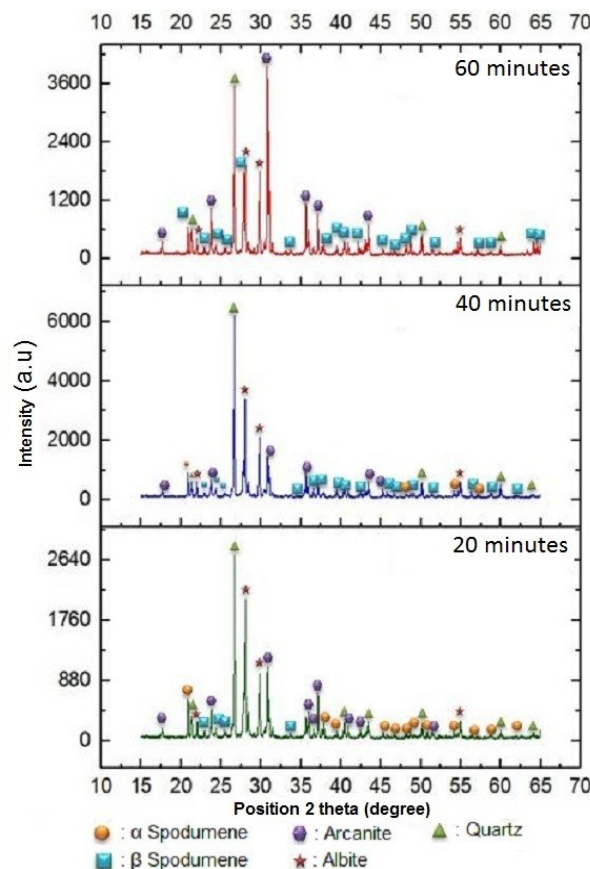 10 15 20 25 30 35 40 45 50 55 60 65 70
60 minutes
3600
2400
1200
0
40 minutes
6000
4000
2000
0
Intensity (a.u)
20 minutes
2640
1760
880
0
10 15 20 25 30 35 40 45 50 55 60 65 70
Position 2 theta (degree)
: α Spodumene : Arcanite : Quartz
: β Spodumene : Albite